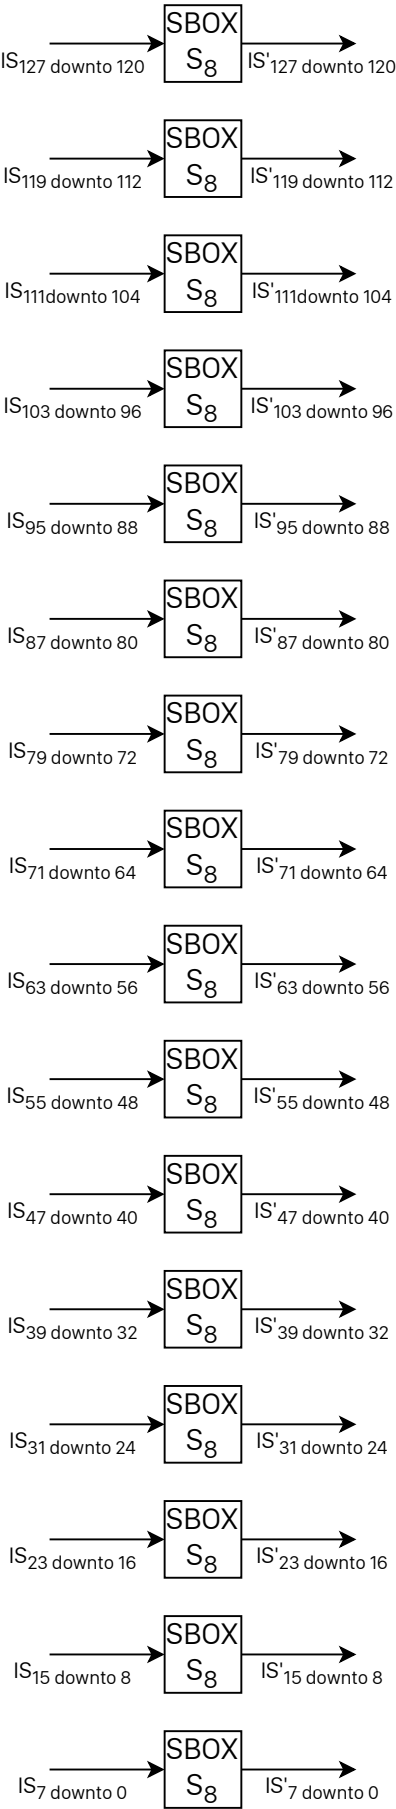 SBOX
S8
IS127 downto 120 IS'127 downto 120
SBOX
S8
IS119 downto 112 IS'119 downto 112
SBOX
S8
IS111downto 104 IS'111downto 104
SBOX
S8
IS103 downto 96 IS'103 downto 96
SBOX
S8
IS95 downto 88 IS'95 downto 88
SBOX
S8
IS87 downto 80 IS'87 downto 80
SBOX
S8
IS79 downto 72 IS'79 downto 72
SBOX
S8
IS71 downto 64 IS'71 downto 64
SBOX
S8
IS63 downto 56 IS'63 downto 56
SBOX
S8
IS55 downto 48 IS'55 downto 48
SBOX
S8
IS47 downto 40 IS'47 downto 40
SBOX
S8
IS39 downto 32 IS'39 downto 32
SBOX
S8
IS31 downto 24 IS'31 downto 24
SBOX
S8
IS23 downto 16 IS'23 downto 16
SBOX
S8
IS15 downto 8 IS'15 downto 8
SBOX
S8
IS7 downto 0 IS'7 downto 0